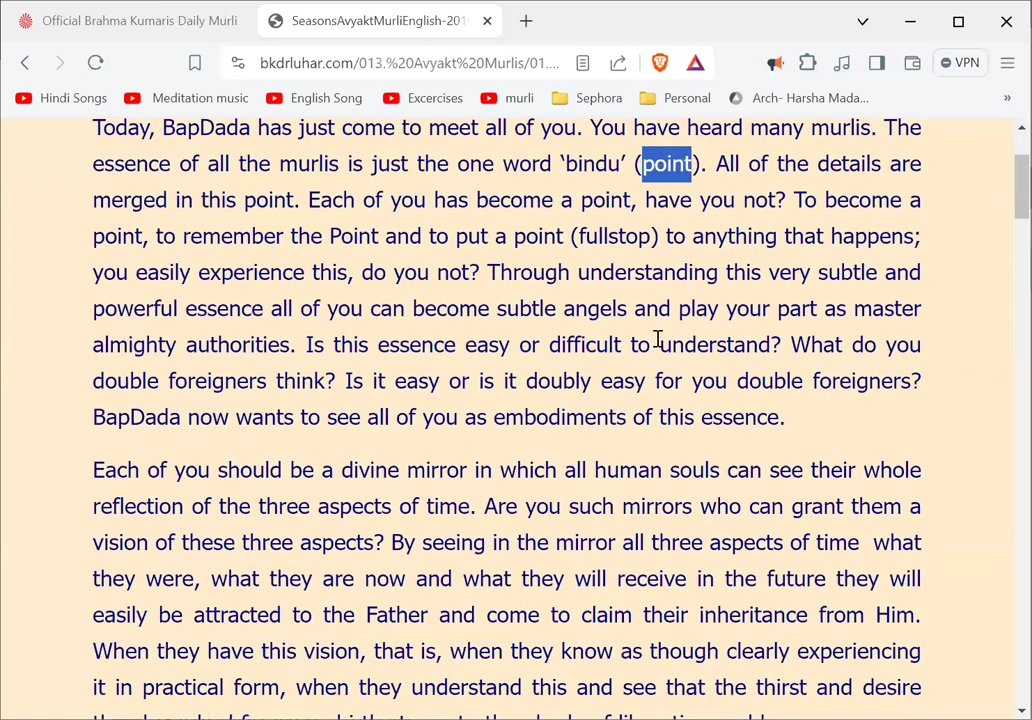 Official Brahma Kumaris Daily Murli
SeasonsAvyaktMurliEnglish-201
bkdrluhar.com/013.%20Avyakt%20Murlis/01....
VPN
Hindi Songs
Meditation music
English Song
Excercises
murli
Sephora
Personal
Arch- Harsha Mada...
»
Today, BapDada has just come to meet all of you. You have heard many murlis. The
essence of all the murlis is just the one word ‘bindu’ (point). All of the details are
merged in this point. Each of you has become a point, have you not? To become a
point, to remember the Point and to put a point (fullstop) to anything that happens;
you easily experience this, do you not? Through understanding this very subtle and
powerful essence all of you can become subtle angels and play your part as master
almighty authorities. Is this essence easy or difficult to understand? What do you
double foreigners think? Is it easy or is it doubly easy for you double foreigners?
BapDada now wants to see all of you as embodiments of this essence.
Each of you should be a divine mirror in which all human souls can see their whole
reflection of the three aspects of time. Are you such mirrors who can grant them a
vision of these three aspects? By seeing in the mirror all three aspects of time what
they were, what they are now and what they will receive in the future they will
easily be attracted to the Father and come to claim their inheritance from Him.
When they have this vision, that is, when they know as though clearly experiencing
it in practical form, when they understand this and see that the thirst and desire